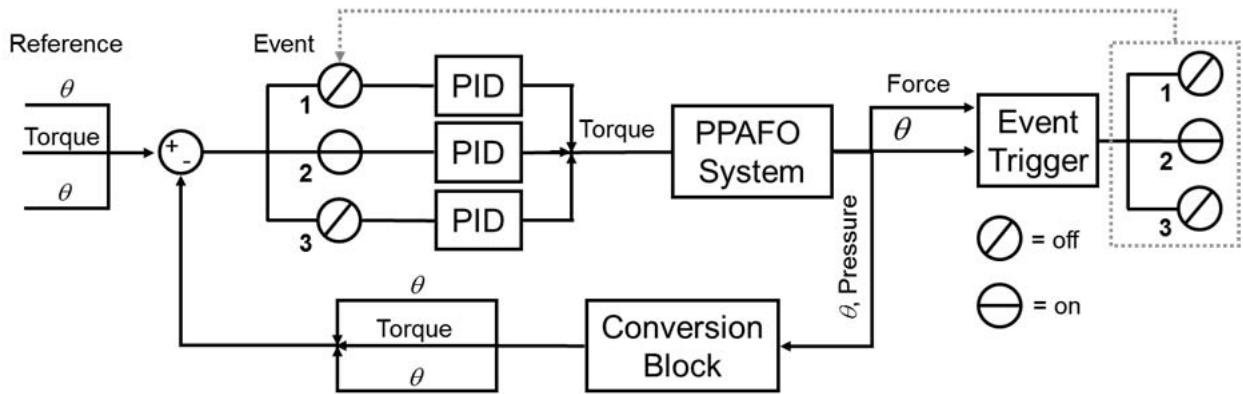 Reference
Event
θ
Torque
θ
+
-
1
2
3
PID
PID
PID
Torque
PPAFO
System
Force
θ
Event
Trigger
1
2
3
= off
= on
θ, Pressure
θ
Torque
θ
Conversion
Block